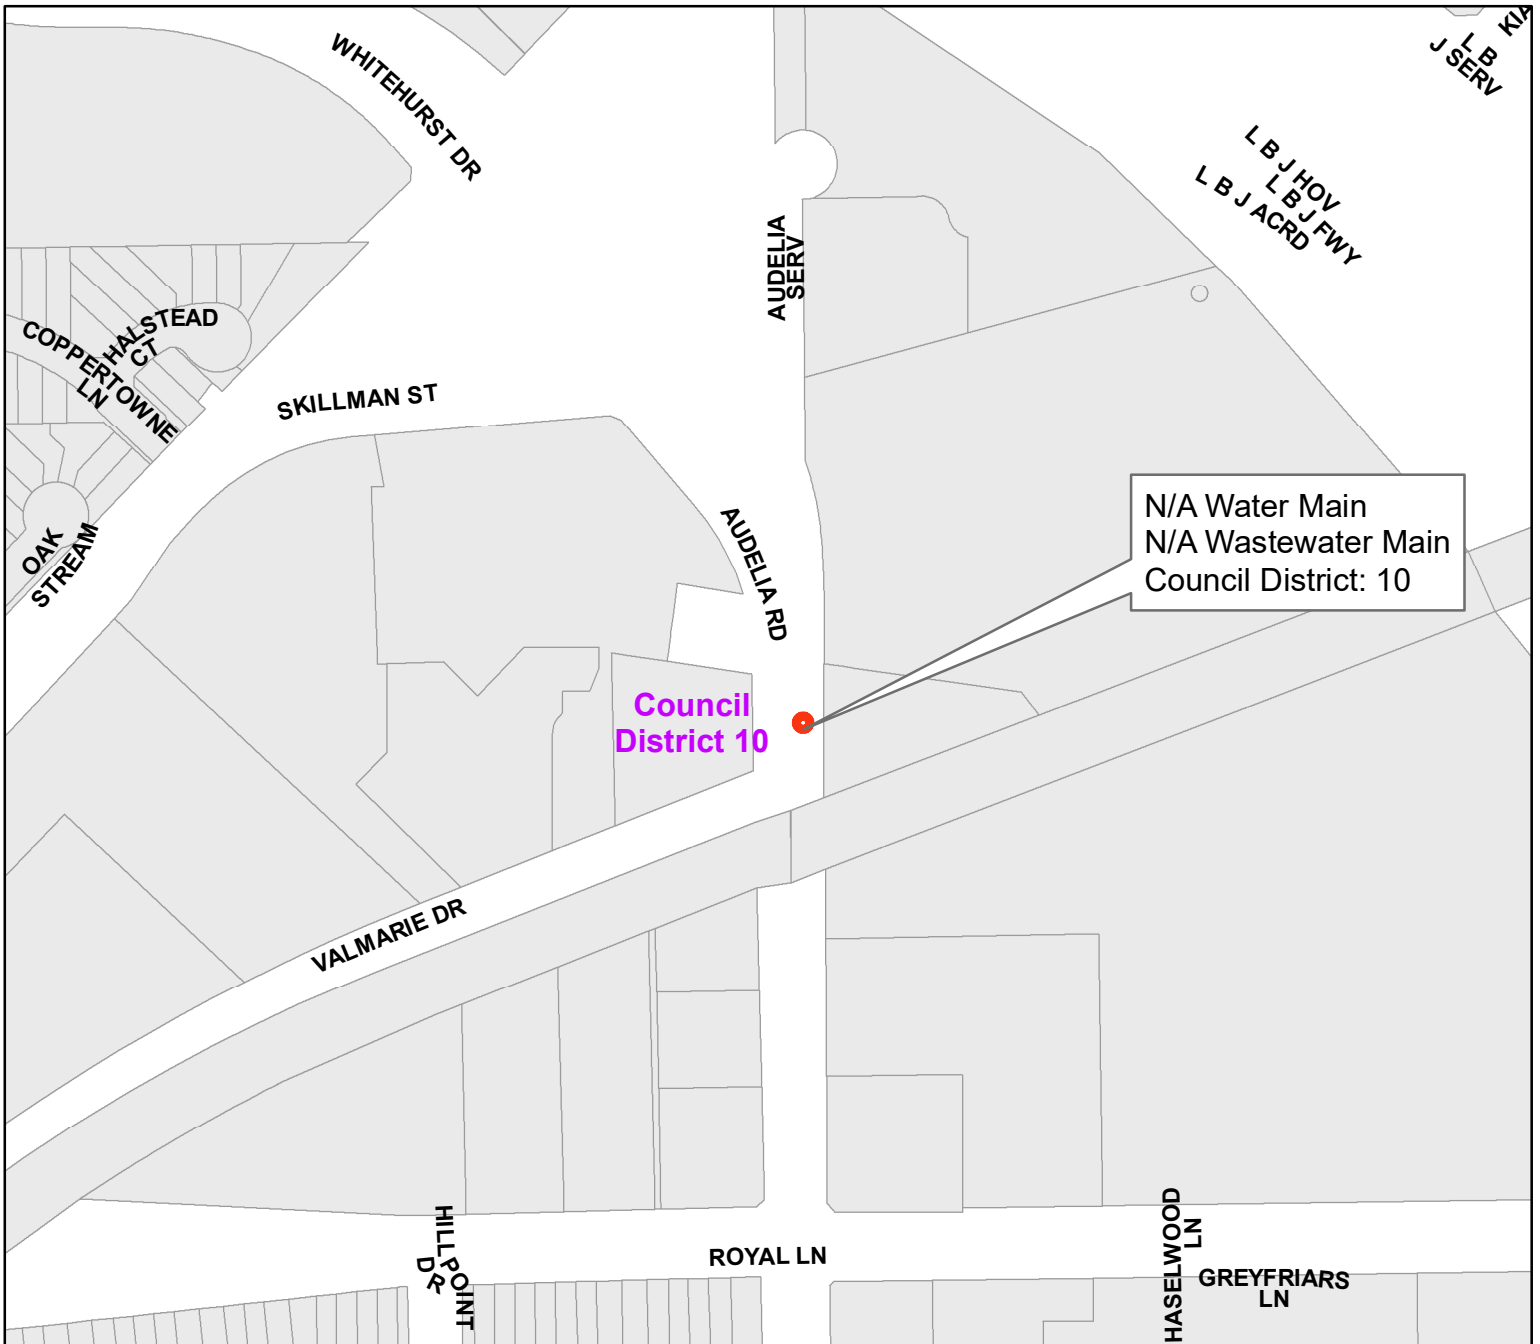 WHITEHURST DR
KIA
L B
J SERV
L B J HOV
L B J FWY
L B J ACRD
AUDELIA
SERV
HALSTEAD
CT
COPPERTOWNE
LN
SKILLMAN ST
OAK
STREAM
AUDELIA RD
N/A Water Main
N/A Wastewater Main
Council District: 10
Council
District 10
VALMARIE DR
HILLPOINT
DR
ROYAL LN
HASELWOOD
LN
GREYFRIARS
LN